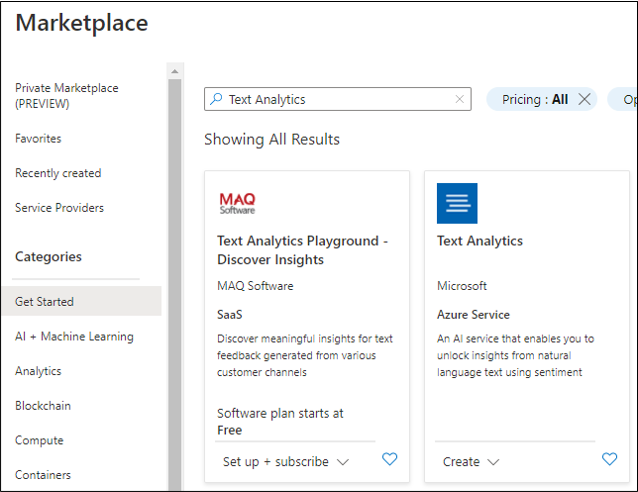 Marketplace
Private Marketplace
(PREVIEW)
Favorites
Recently created
Service Providers
Categories
Get Started
AI + Machine Learning
Analytics
Blockchain
Compute
Containers
Text Analytics
Pricing : All
Op
Showing All Results
MAQ
Software
Text Analytics Playground -
Discover Insights
MAQ Software
SaaS
Discover meaningful insights for text
feedback generated from various
customer channels
Software plan starts at
Free
Set up + subscribe
Text Analytics
Microsoft
Azure Service
An AI service that enables you to
unlock insights from natural
language text using sentiment
Create